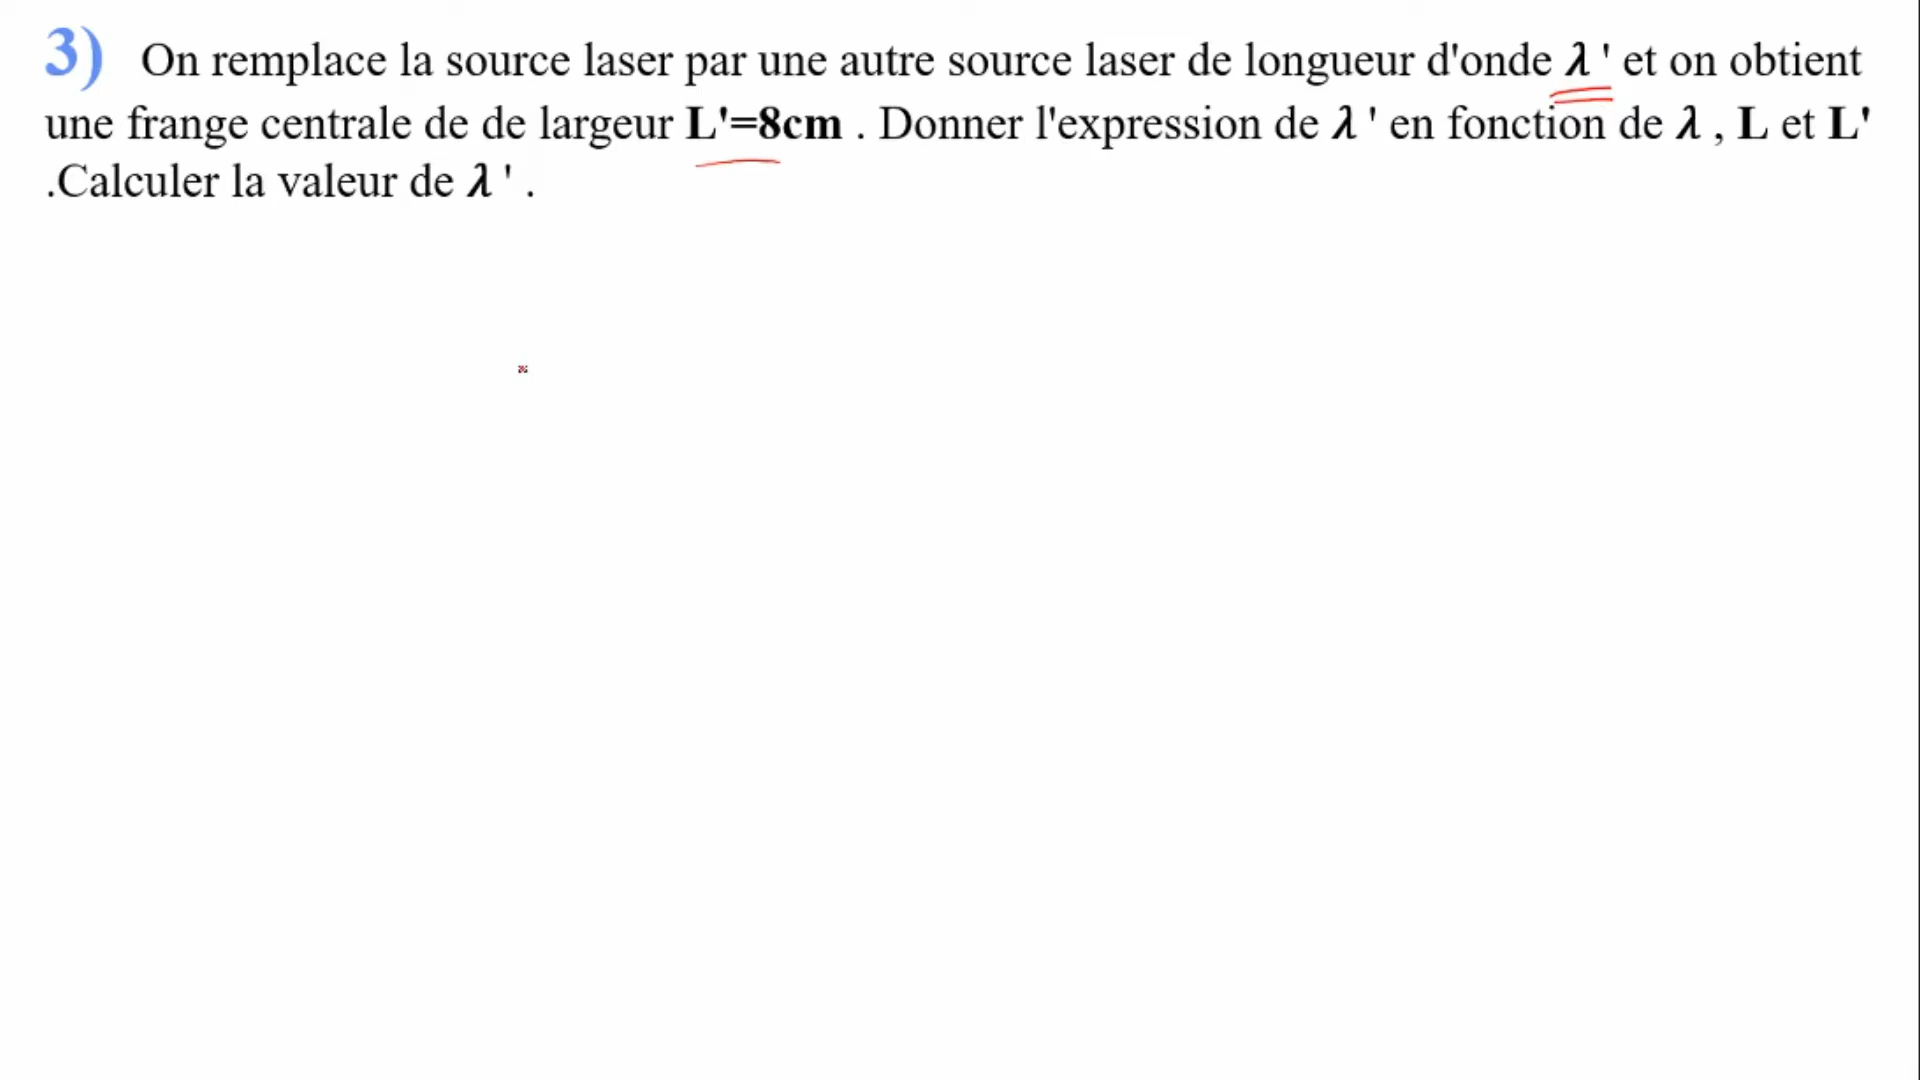 3) On remplace la source laser par une autre source laser de longueur d'onde λ ' et on obtient
une frange centrale de de largeur L'=8cm . Donner l'expression de λ ' en fonction de λ , L et L'
.Calculer la valeur de λ ' .